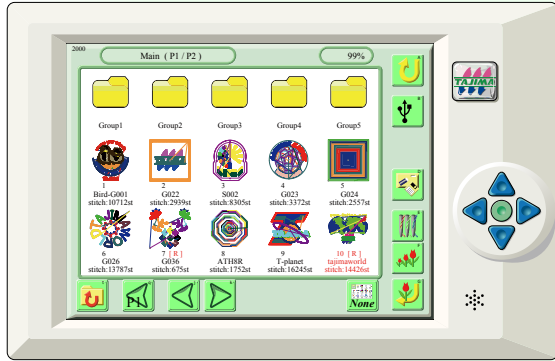 2000
Main ( P1 / P2 )
99%
TAJIMA
Group1
Group2
Group3
Group4
Group5
1
Bird-G001
stitch:10712st
2
G022
stitch:2939st
3
S002
stitch:8305st
4
G023
stitch:3372st
5
G024
stitch:2557st
6
G026
stitch:13787st
7 [ R ]
G036
stitch:675st
8
ATH8R
stitch:1752st
9
T-planet
stitch:16245st
10 [ R ]
tajimaworld
stitch:14426st
P1
None